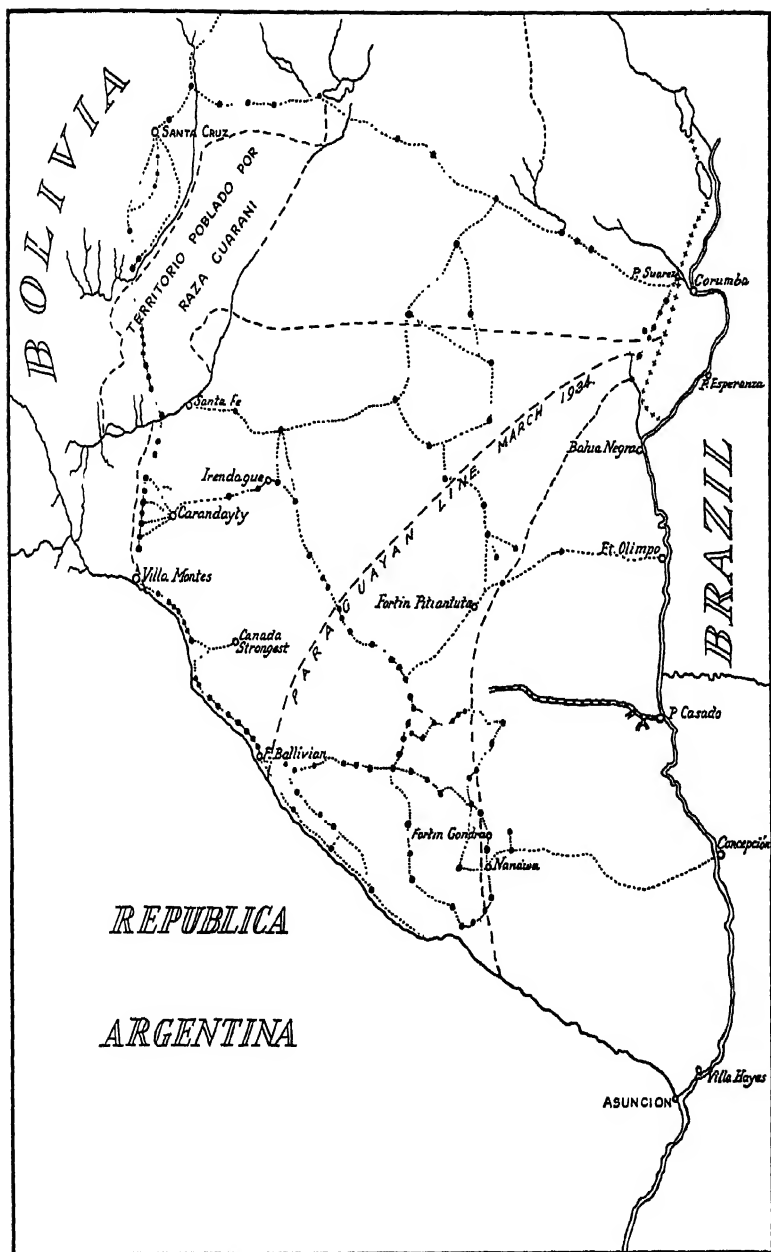 BOLIVIA
SANTA CRUZ
TERRITORIO POBLADO POR
RAZA GUARANI
P. Suarez
Corumba
P. Esperanza
Santa Fe
PARAGUAYAN LINE MARCH 1934
Bahia Negra
BRAZIL
Irendague
Carandayty
Villa Montes
Ft. Olimpo
Fortin Pitiantuta
Canada
Strongest
P. Casado
F. Ballivian
Fortin Gondra
Nanawa
Concepción
REPUBLICA
ARGENTINA
Villa Hayes
ASUNCION